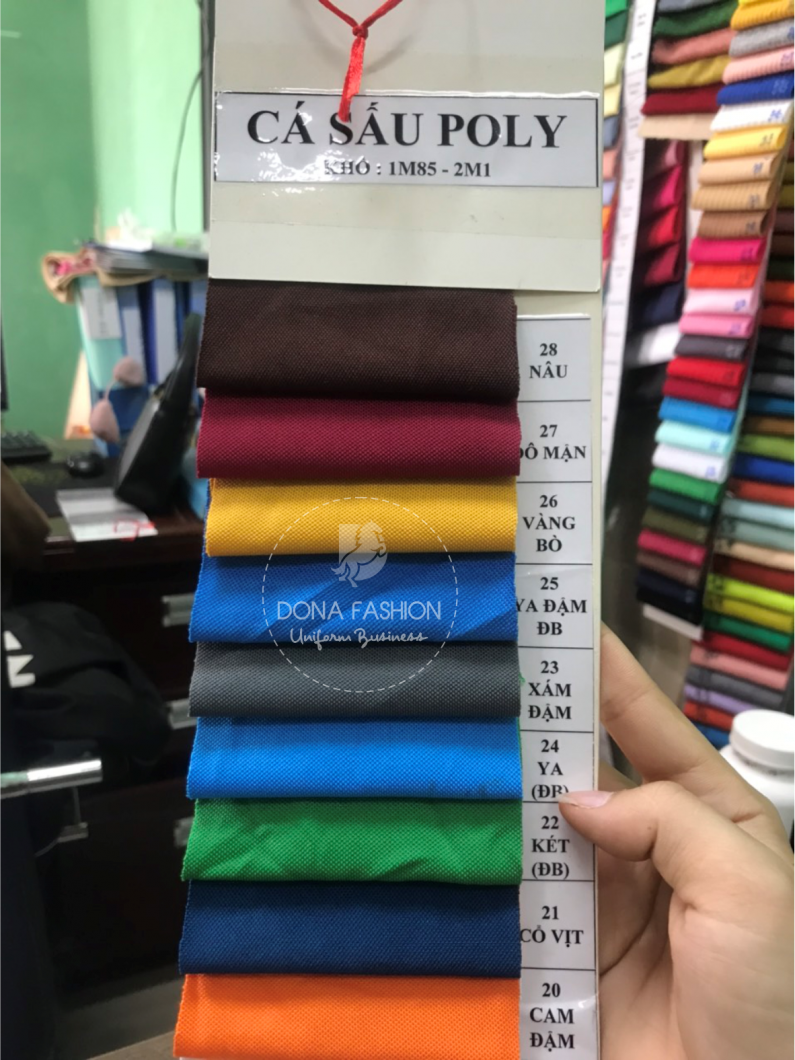 CÁ SẤU POLY
KHỔ : 1M85 - 2M1
28
NÂU
27
ĐÔ MẬN
26
VÀNG
BÒ
25
YA ĐẬM
ĐB
DONA FASHION
Uniform Business
23
XÁM
ĐẬM
24
YA
(ĐB)
22
KÉT
(ĐB)
21
CỔ VỊT
20
CAM
ĐẬM